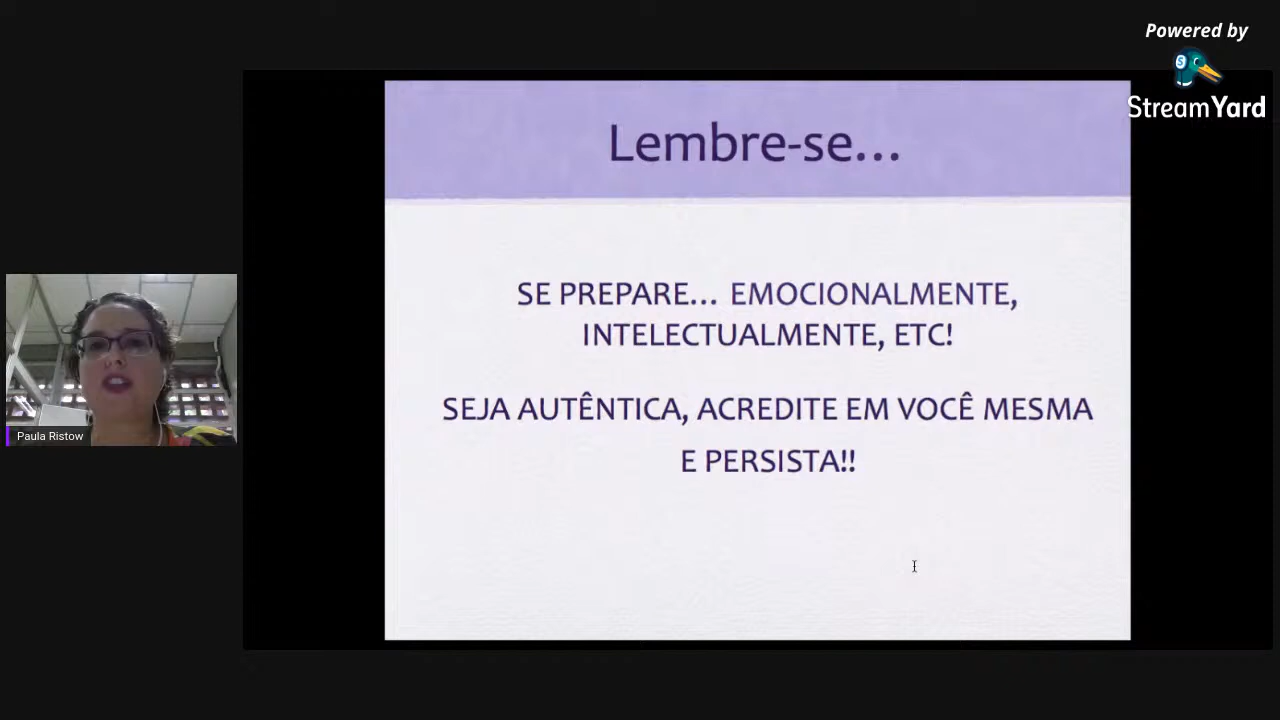 Powered by
StreamYard
Lembre-se...
SE PREPARE... EMOCIONALMENTE,
INTELECTUALMENTE, ETC!
SEJA AUTÊNTICA, ACREDITE EM VOCÊ MESMA
E PERSISTA!!
Paula Ristow